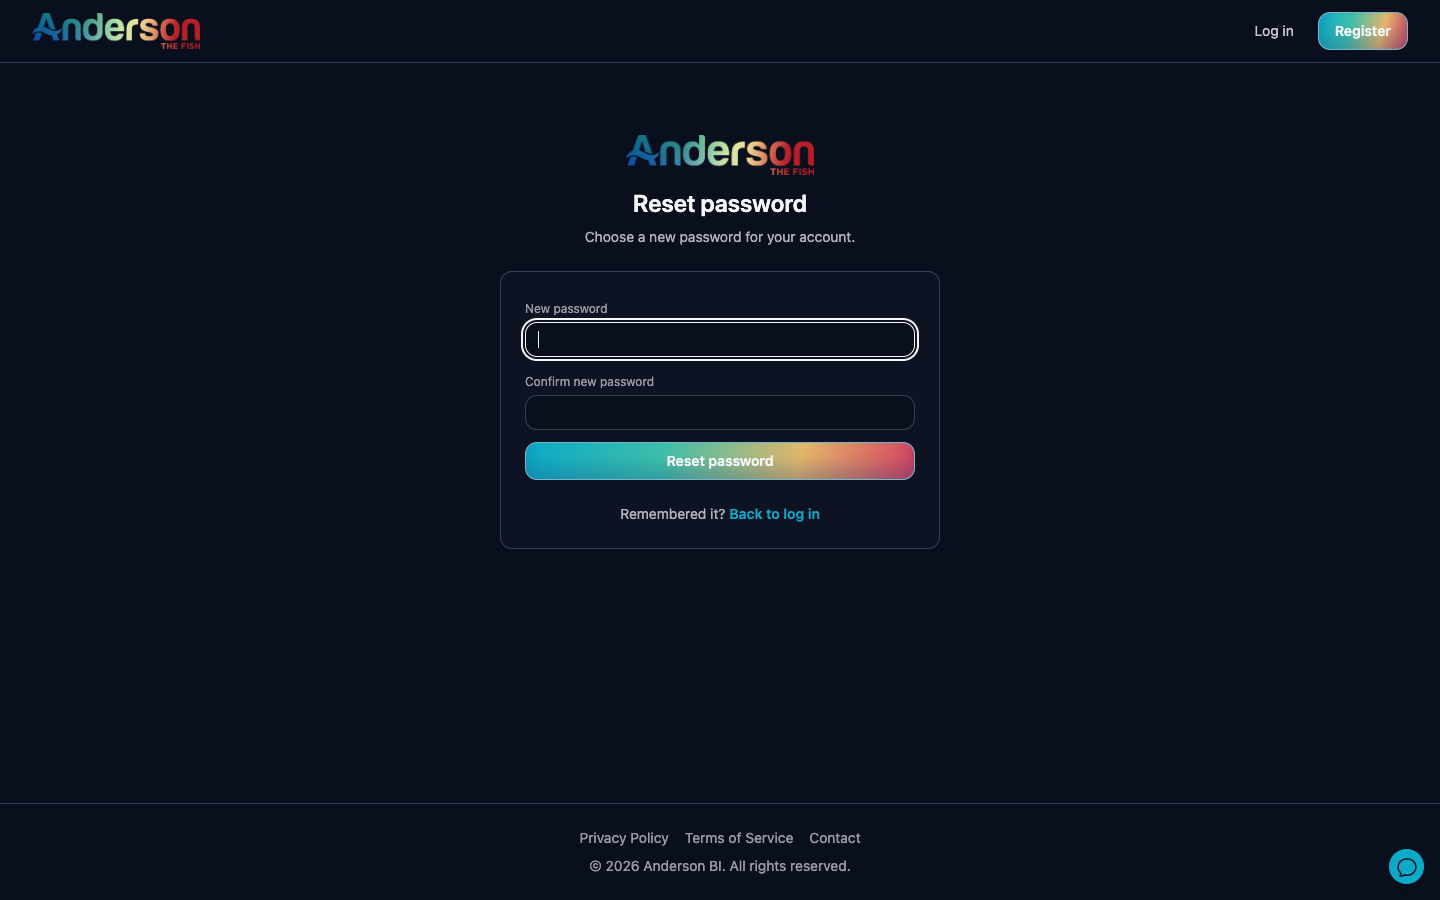 Anderson
THE FISH
Log in
Register
Anderson
THE FISH
Reset password
Choose a new password for your account.
New password
Confirm new password
Reset password
Remembered it? Back to log in
Privacy Policy Terms of Service Contact
© 2026 Anderson BI. All rights reserved.